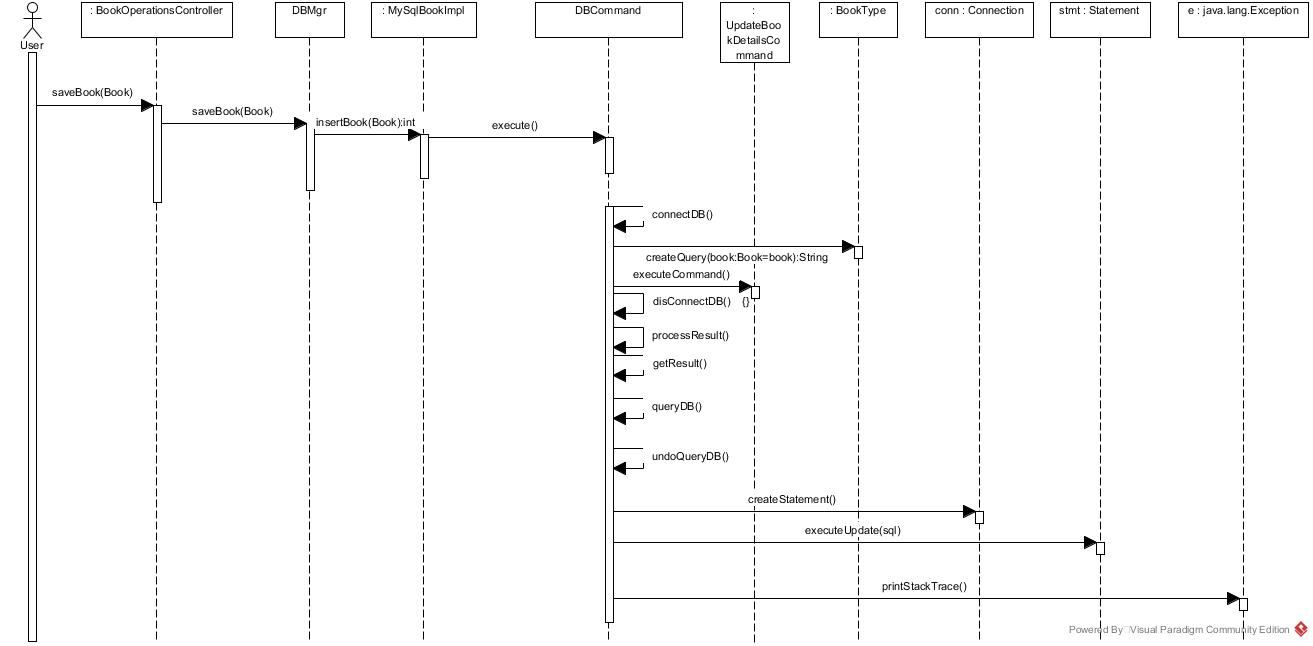 : BookOperationsController
DBMgr
: MySqlBookImpl
DBCommand
:
UpdateBoo
kDetailsCo
mmand
: BookType
conn : Connection
stmt : Statement
e : java.lang.Exception
User
saveBook(Book)
saveBook(Book)
insertBook(Book):int
execute()
connectDB()
createQuery(book:Book=book):String
executeCommand()
disConnectDB()
{}
processResult()
getResult()
queryDB()
undoQueryDB()
createStatement()
executeUpdate(sql)
printStackTrace()
Powered By Visual Paradigm Community Edition